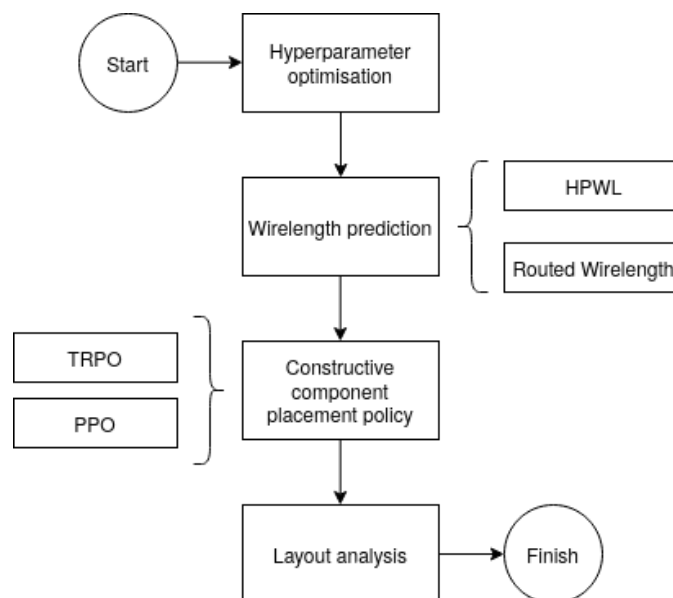 Start
Hyperparameter
optimisation
Wirelength prediction
HPWL
Routed Wirelength
TRPO
PPO
Constructive
component
placement policy
Layout analysis
Finish